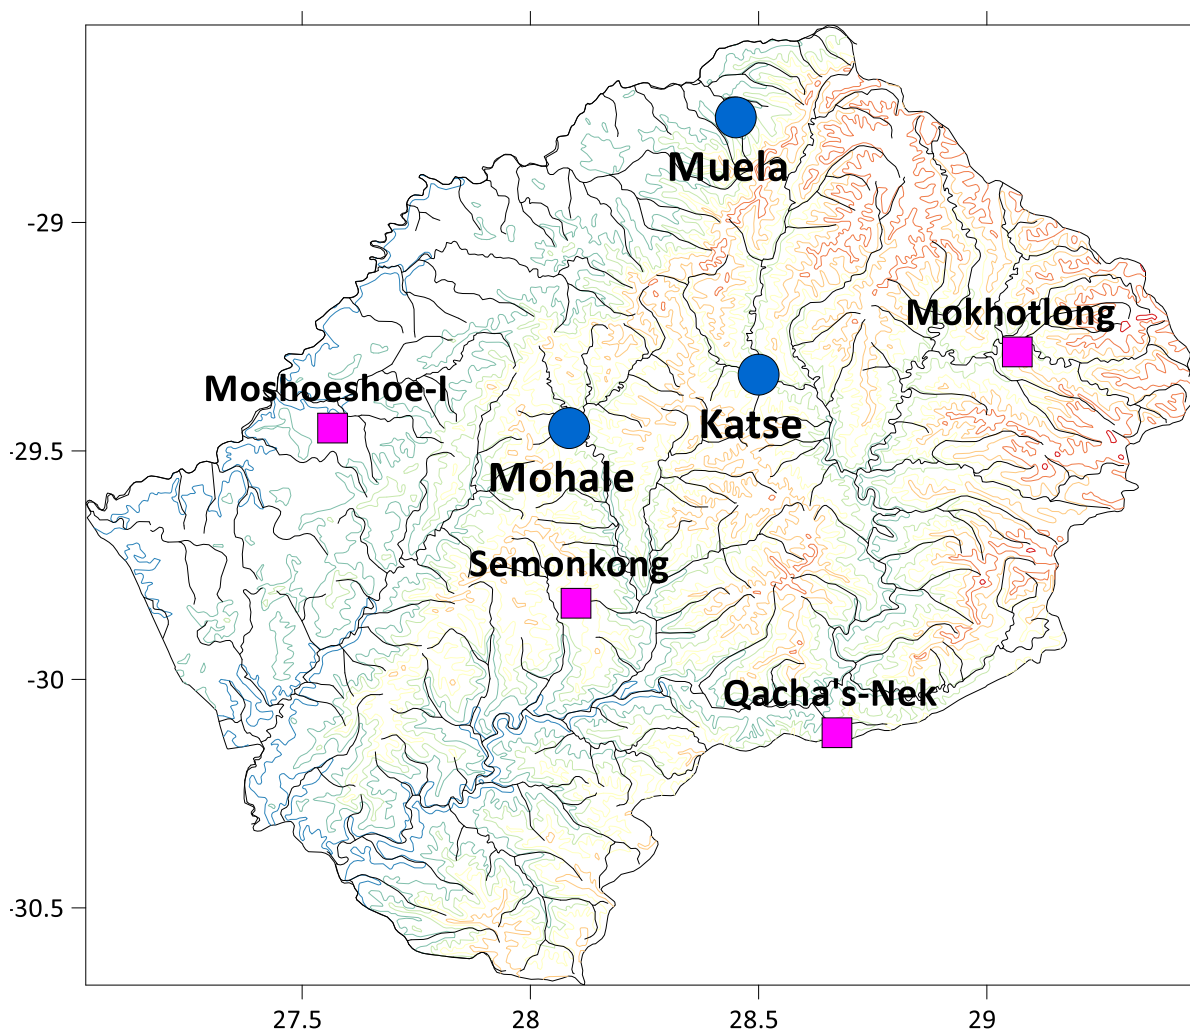 Muela
-29
Mokhotlong
Moshoeshoe-I
Katse
-29.5
Mohale
Semonkong
-30
Qacha's-Nek
-30.5
27.5 28 28.5 29